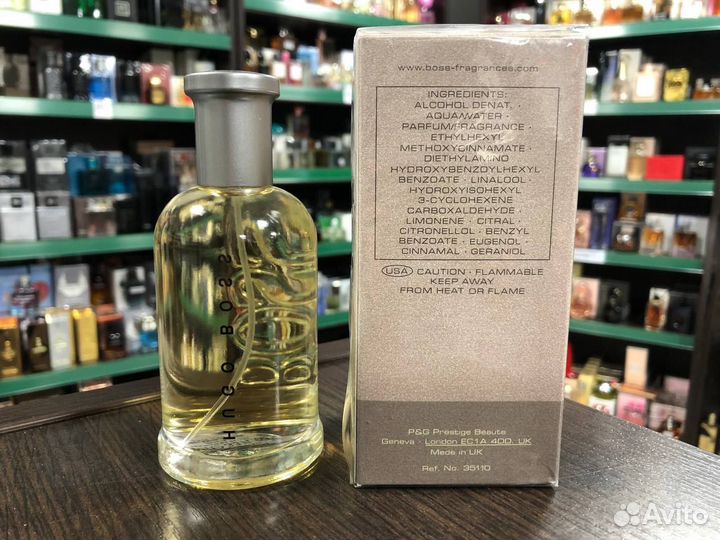 www.boss-fragrances.com
INGREDIENTS:
ALCOHOL DENAT. ·
AQUA/WATER ·
PARFUM/FRAGRANCE ·
ETHYLHEXYL
METHOXYCINNAMATE ·
DIETHYLAMINO
HYDROXYBENZOYLHEXYL
BENZOATE · LINALOOL ·
HYDROXYISOHEXYL
3-CYCLOHEXENE
CARBOXALDEHYDE ·
LIMONENE · CITRAL ·
CITRONELLOL · BENZYL
BENZOATE · EUGENOL ·
CINNAMAL · GERANIOL
USA CAUTION · FLAMMABLE
KEEP AWAY
FROM HEAT OR FLAME
P&G Prestige Beaute
Geneva · London EC1A 4DD, UK
Made in UK
Ref. No. 35110
HUGO BOSS
BOSS
Avito